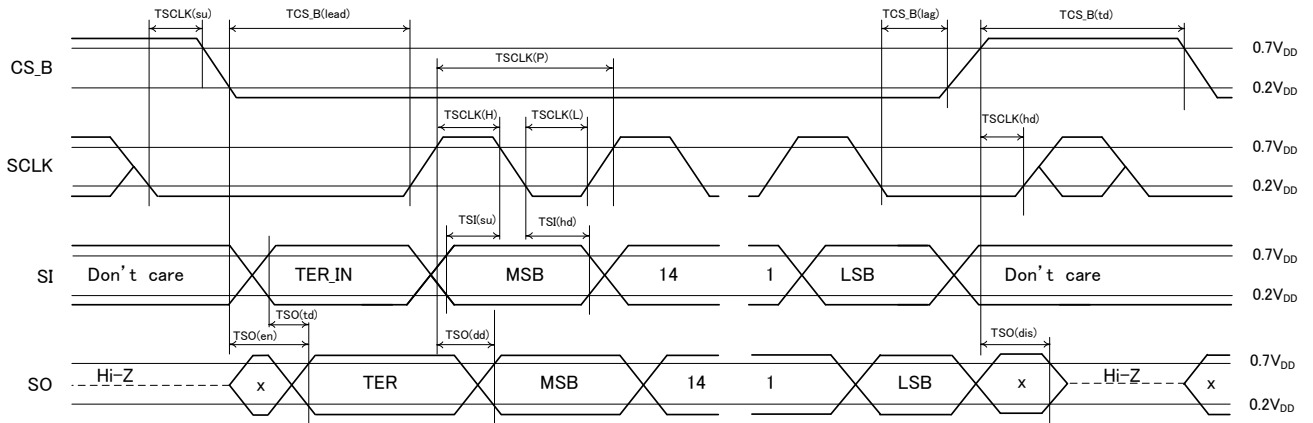 TSCLK(su) TCS_B(lead) TCS_B(lag) TCS_B(td)
CS_B 0.7VDD
TSCLK(P)
0.2VDD
TSCLK(H) TSCLK(L) TSCLK(hd)
SCLK 0.7VDD
0.2VDD
TSI(su) TSI(hd)
SI Don't care TER_IN MSB 14 1 LSB Don't care 0.7VDD
0.2VDD
TSO(td)
TSO(en) TSO(dd) TSO(dis)
SO Hi-Z x TER MSB 14 1 LSB x Hi-Z x 0.7VDD
0.2VDD